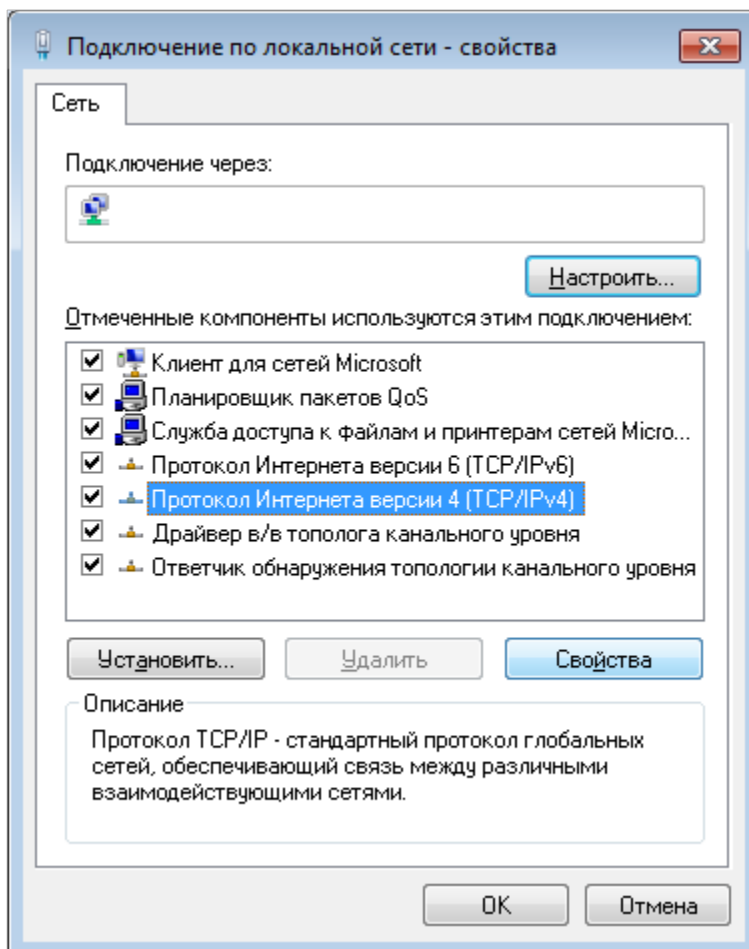 Подключение по локальной сети - свойства
Сеть
Подключение через:
Настроить...
Отмеченные компоненты используются этим подключением:
Клиент для сетей Microsoft
Планировщик пакетов QoS
Служба доступа к файлам и принтерам сетей Micro...
Протокол Интернета версии 6 (TCP/IPv6)
Протокол Интернета версии 4 (TCP/IPv4)
Драйвер в/в тополога канального уровня
Ответчик обнаружения топологии канального уровня
Установить... Удалить Свойства
Описание
Протокол TCP/IP - стандартный протокол глобальных
сетей, обеспечивающий связь между различными
взаимодействующими сетями.
OK Отмена